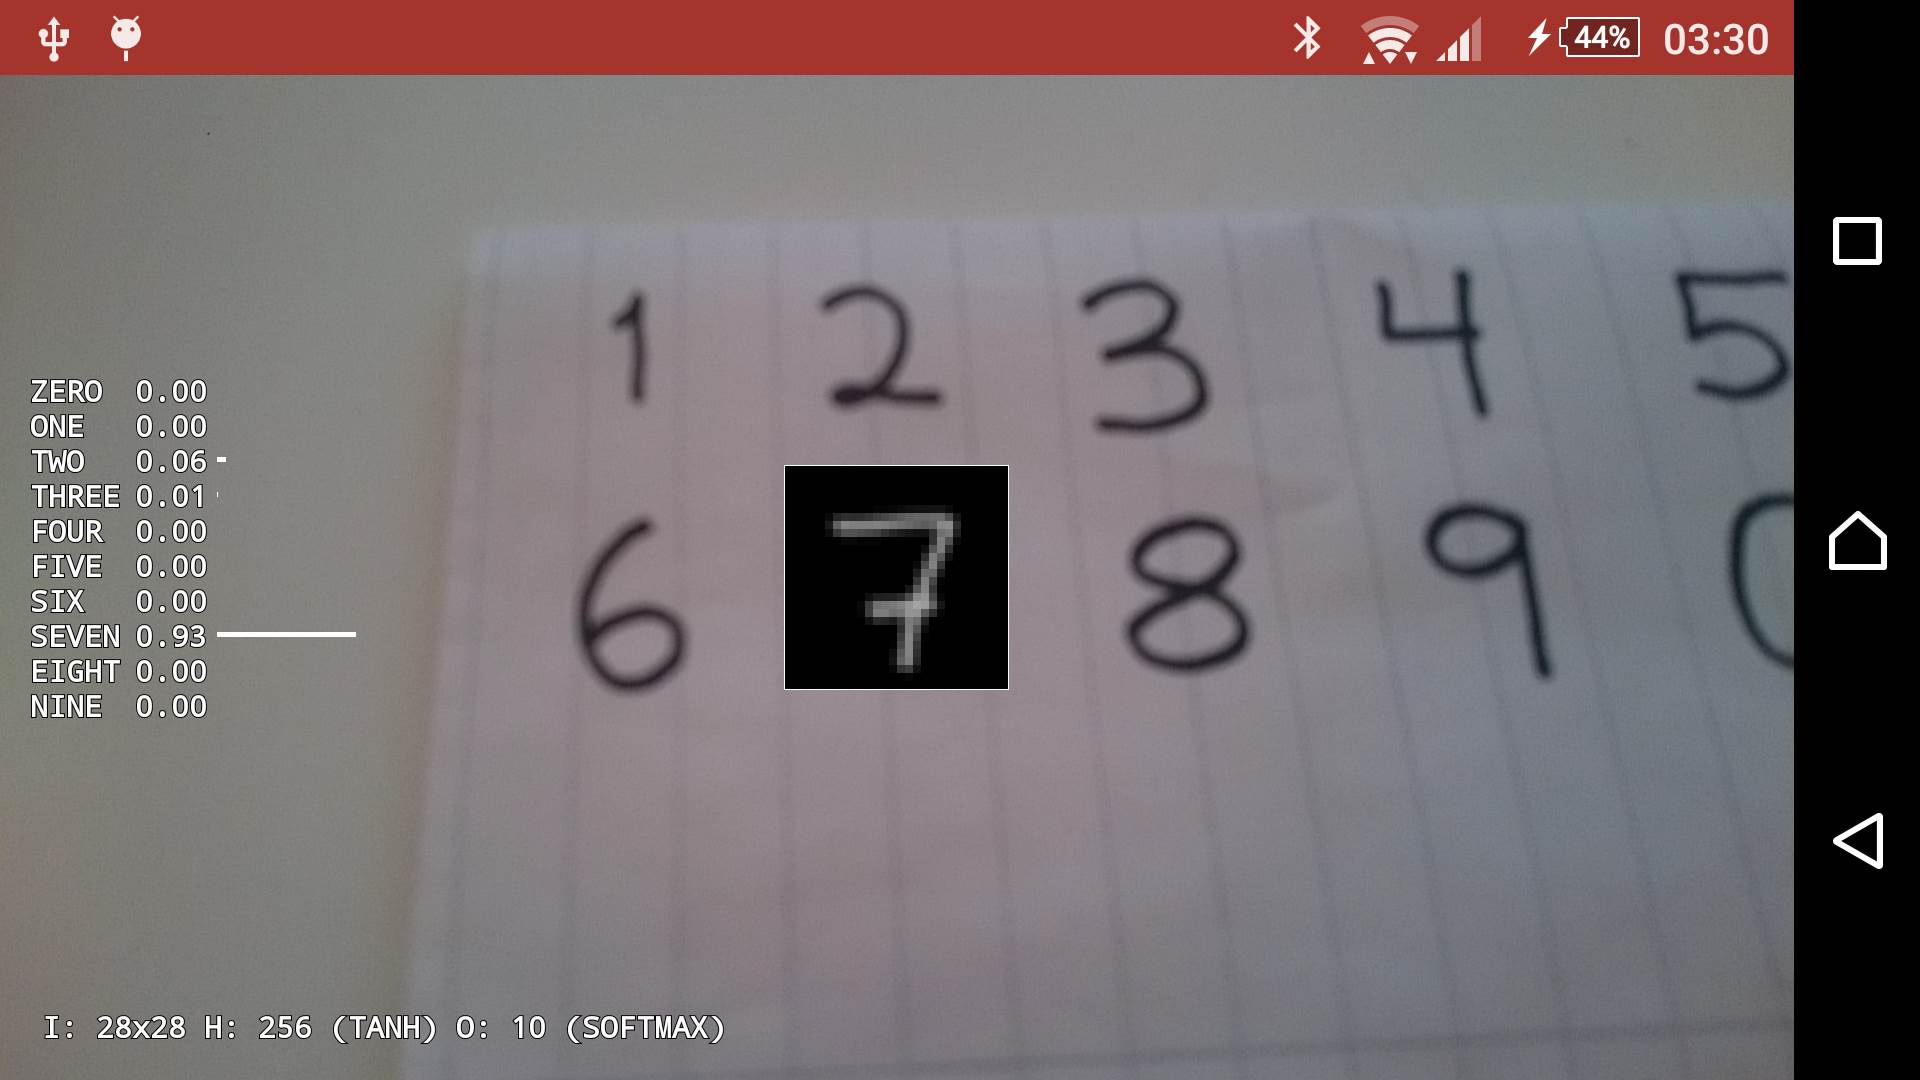 44% 03:30
1 2 3 4 5
6 7 8 9 0
ZERO 0.00
ONE 0.00
TWO 0.06
THREE 0.01
FOUR 0.00
FIVE 0.00
SIX 0.00
SEVEN 0.93
EIGHT 0.00
NINE 0.00
I: 28x28 H: 256 (TANH) O: 10 (SOFTMAX)